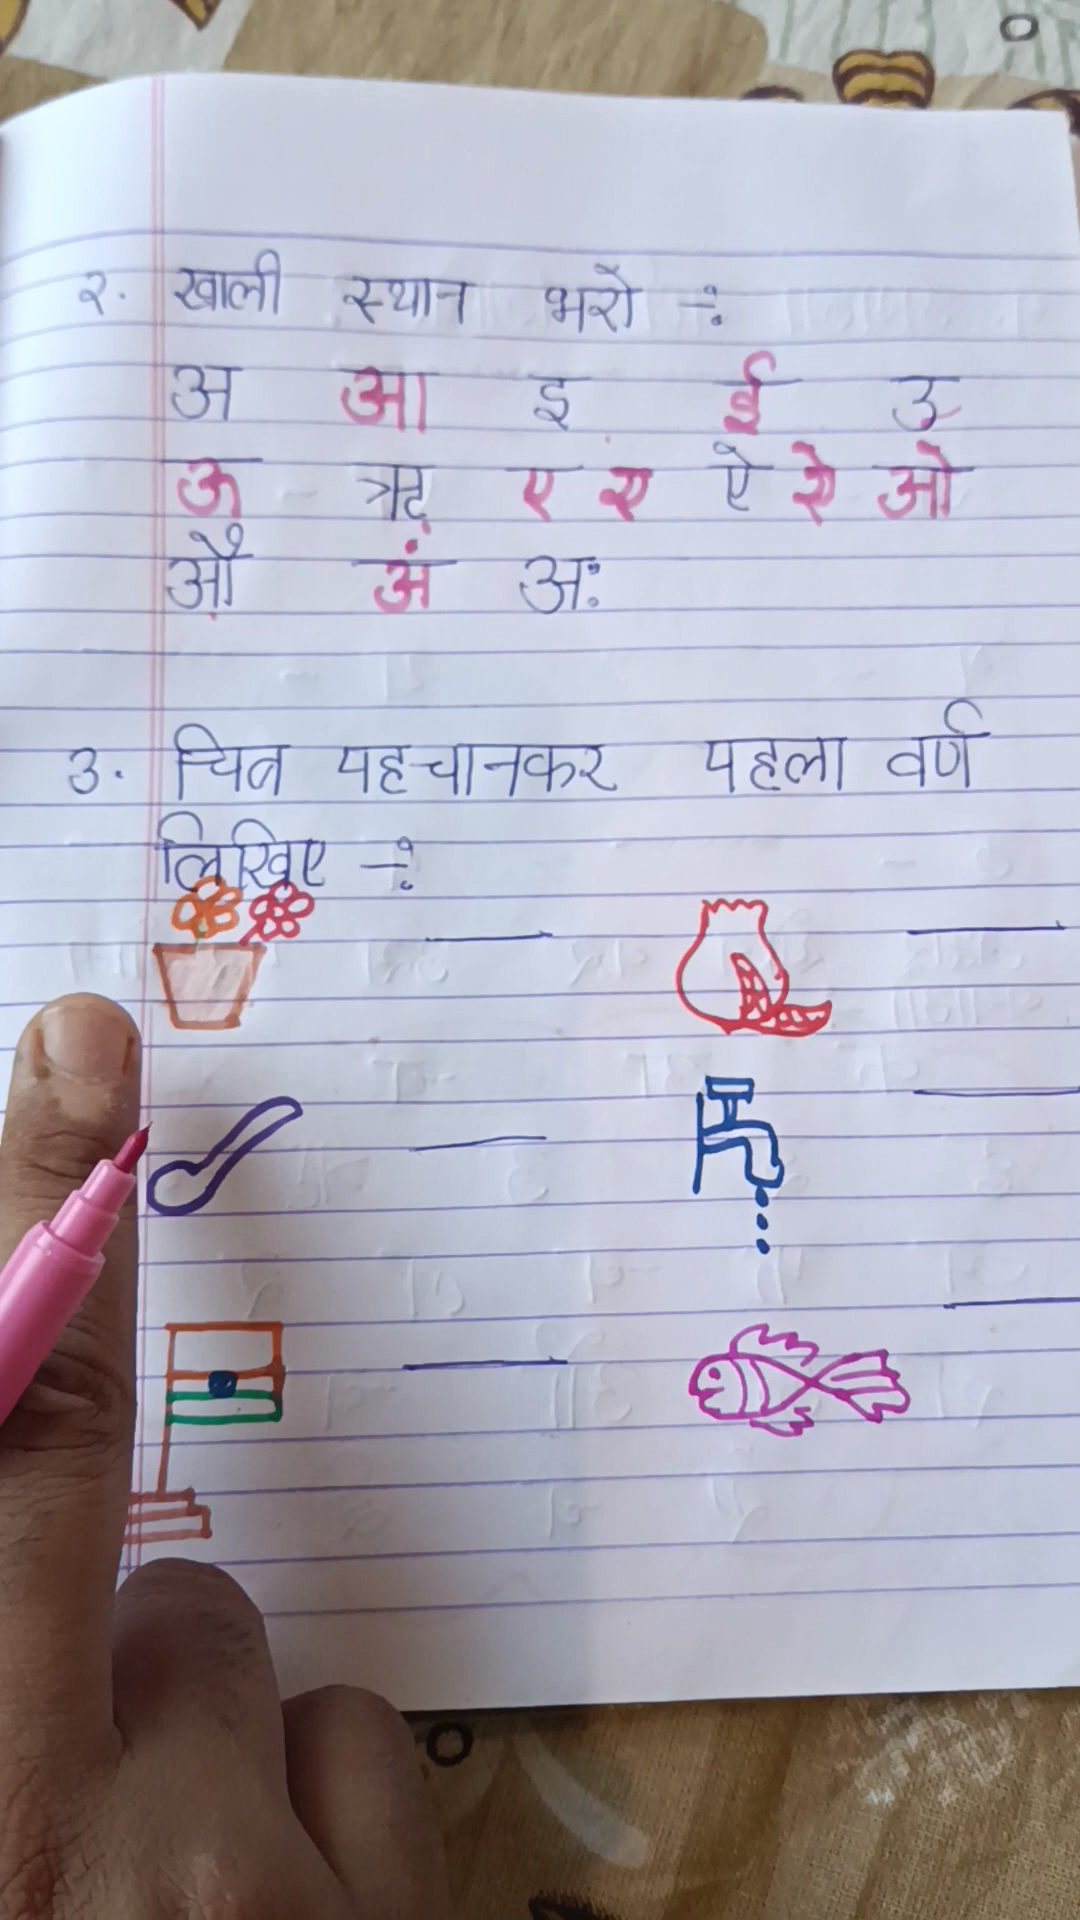 २. खाली स्थान भरो :-
अ आ इ ई उ
ऊ ऋ ए ऐ ओ
औ अं अः
३. चित्र पहचानकर पहला वर्ण
लिखिए :-